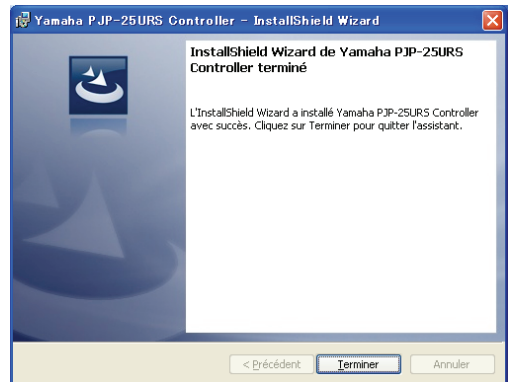 Yamaha PJP-25URS Controller - InstallShield Wizard
InstallShield Wizard de Yamaha PJP-25URS
Controller terminé
L'InstallShield Wizard a installé Yamaha PJP-25URS Controller
avec succès. Cliquez sur Terminer pour quitter l'assistant.
< Précédent
Terminer
Annuler